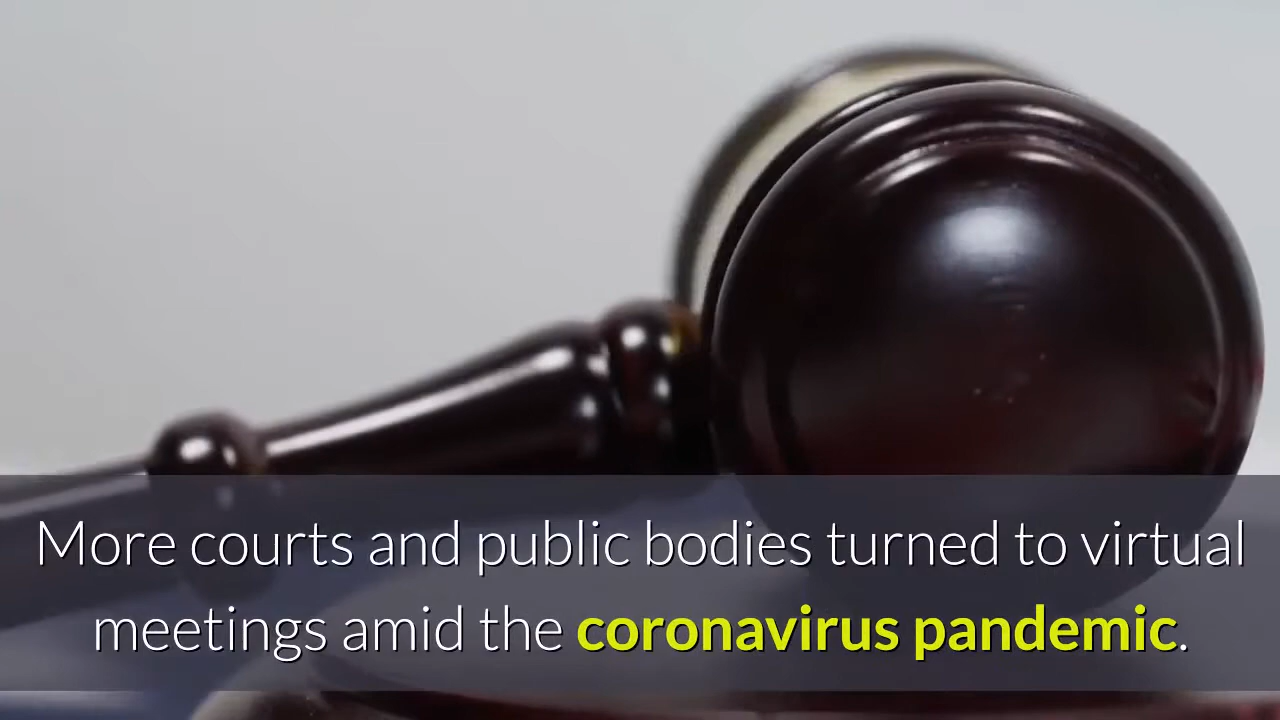 More courts and public bodies turned to virtual
meetings amid the coronavirus pandemic.